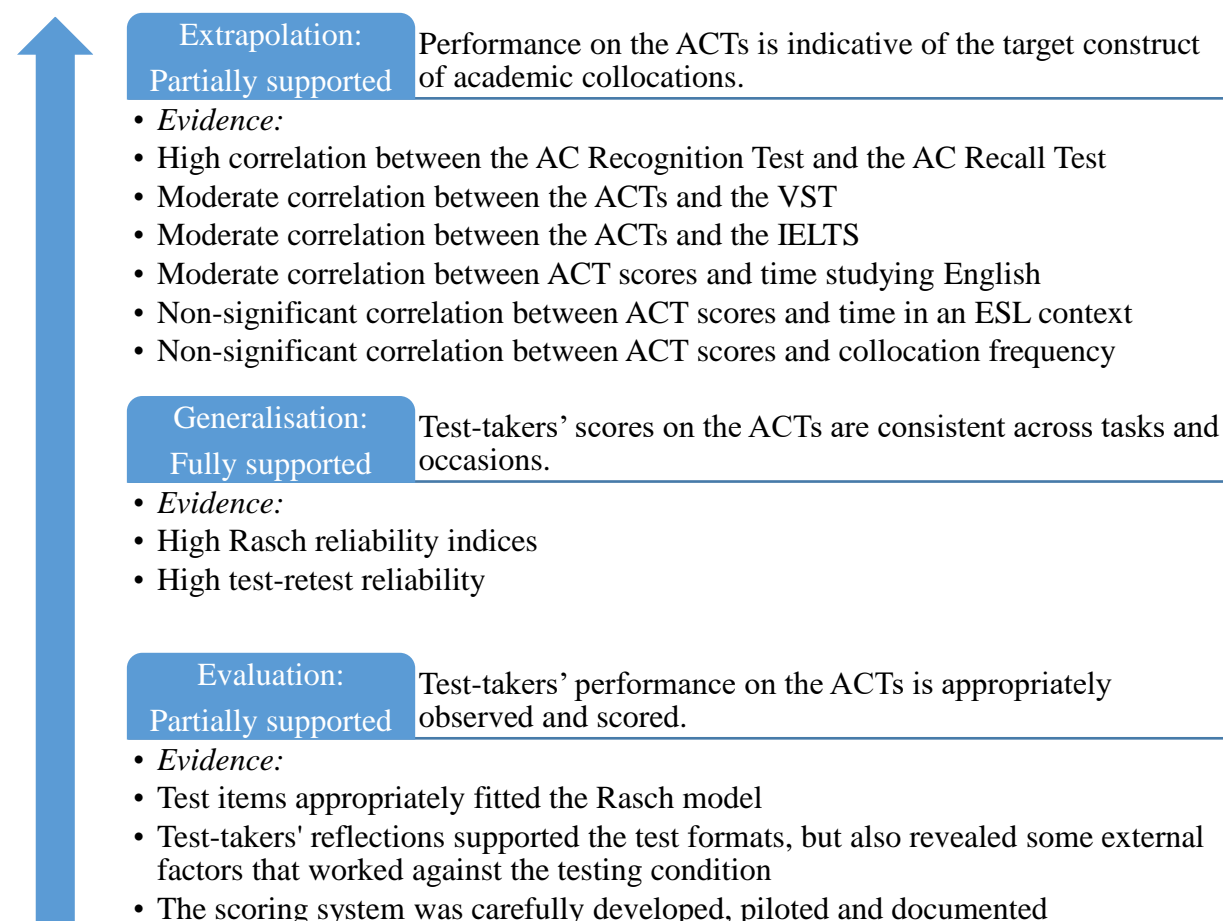 Extrapolation:
Partially supported
Performance on the ACTs is indicative of the target construct
of academic collocations.
• Evidence:
• High correlation between the AC Recognition Test and the AC Recall Test
• Moderate correlation between the ACTs and the VST
• Moderate correlation between the ACTs and the IELTS
• Moderate correlation between ACT scores and time studying English
• Non-significant correlation between ACT scores and time in an ESL context
• Non-significant correlation between ACT scores and collocation frequency
Generalisation:
Fully supported
Test-takers’ scores on the ACTs are consistent across tasks and
occasions.
• Evidence:
• High Rasch reliability indices
• High test-retest reliability
Evaluation:
Partially supported
Test-takers’ performance on the ACTs is appropriately
observed and scored.
• Evidence:
• Test items appropriately fitted the Rasch model
• Test-takers' reflections supported the test formats, but also revealed some external
factors that worked against the testing condition
• The scoring system was carefully developed, piloted and documented